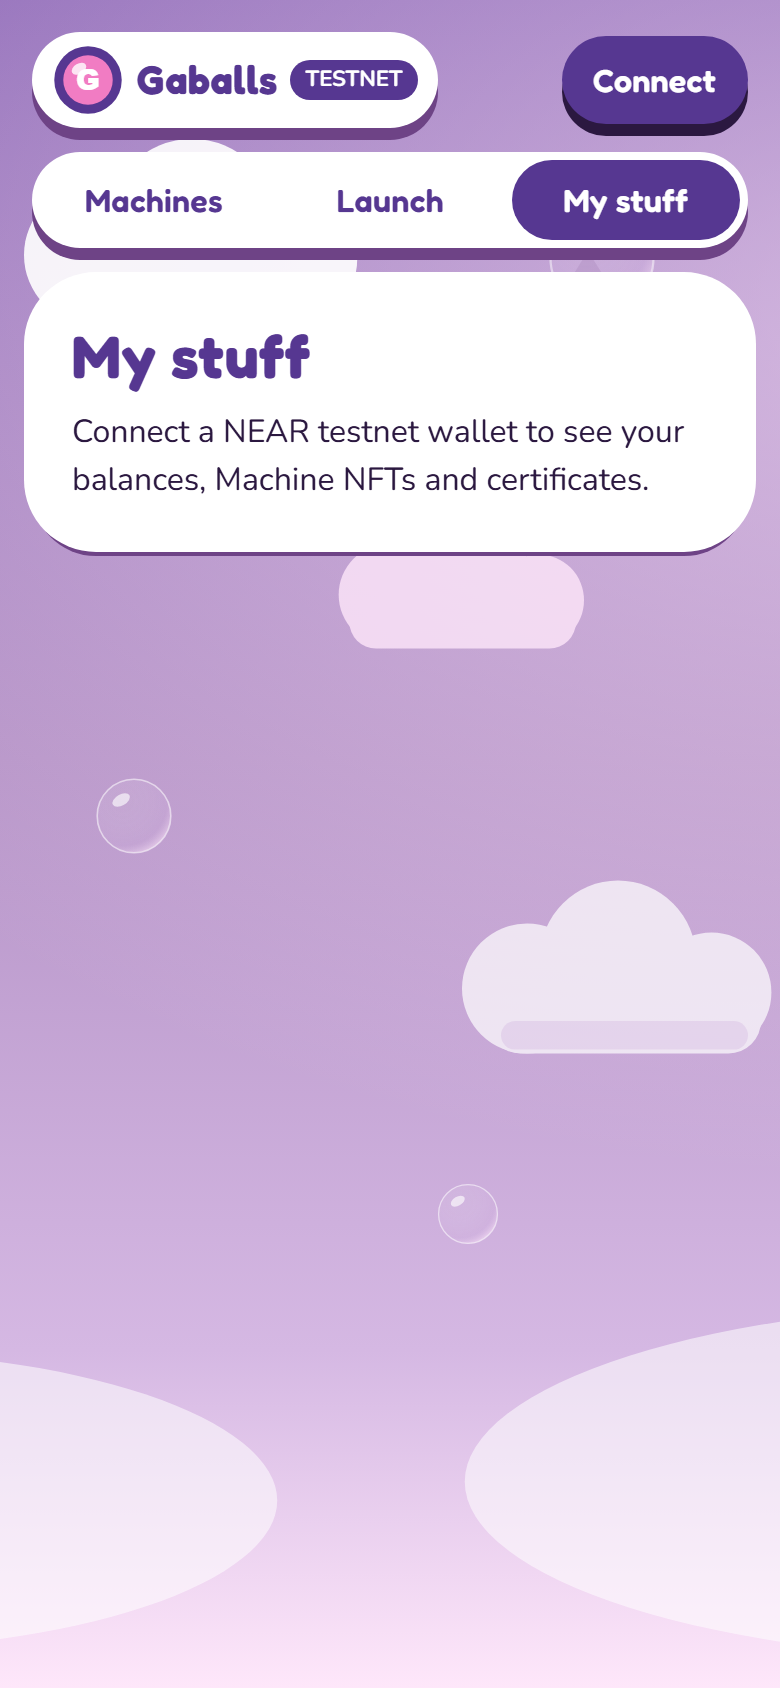 G Gaballs TESTNET Connect
Machines Launch My stuff
My stuff
Connect a NEAR testnet wallet to see your
balances, Machine NFTs and certificates.